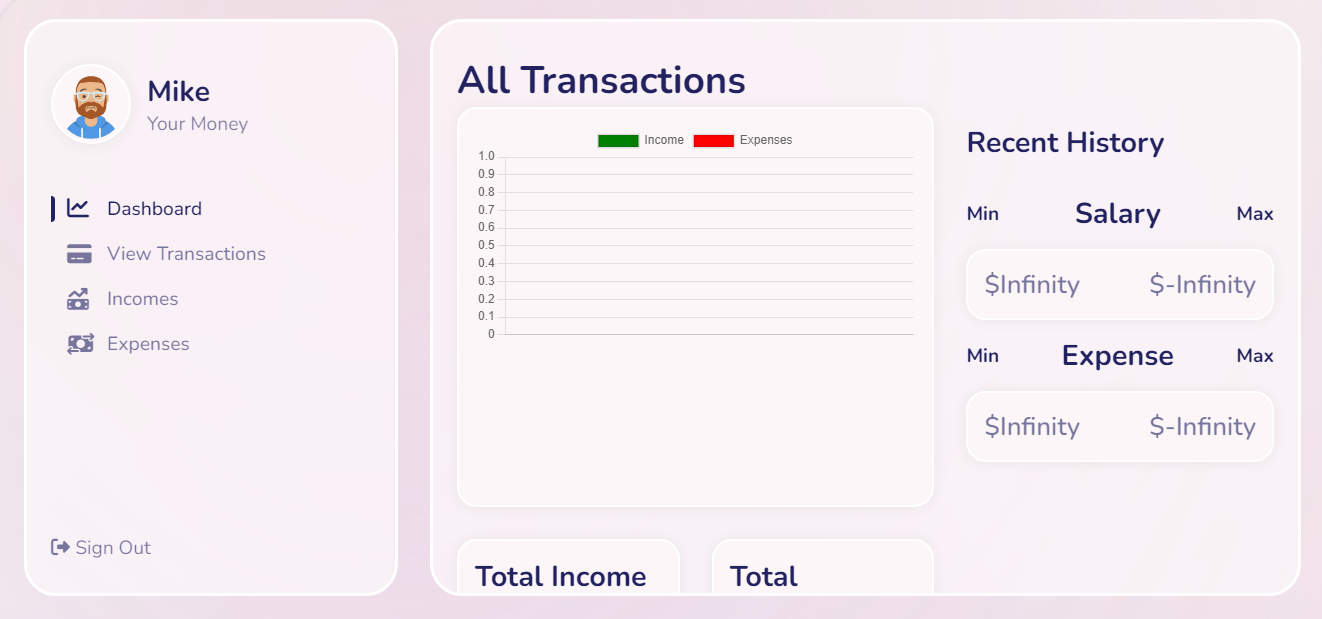 Mike
Your Money
Dashboard
View Transactions
Incomes
Expenses
Sign Out
All Transactions
Income Expenses
1.0
0.9
0.8
0.7
0.6
0.5
0.4
0.3
0.2
0.1
0
Total Income
Total
Recent History
Min Salary Max
$Infinity $-Infinity
Min Expense Max
$Infinity $-Infinity